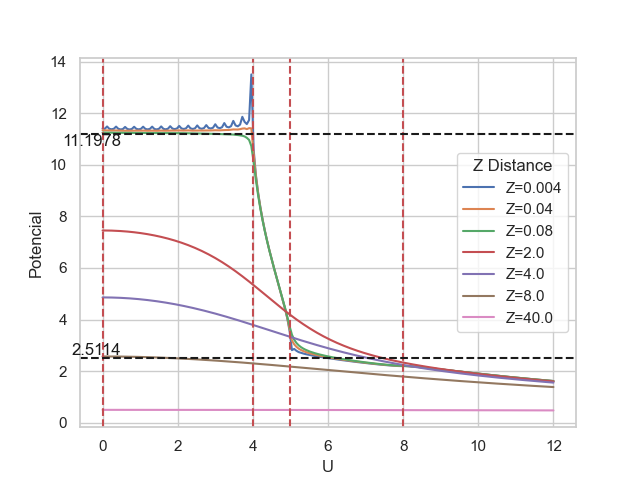 14
12
11.1978
10
8
6
4
2.5114
2
0
Potencial
0
2
4
6
8
10
12
U
Z Distance
Z=0.004
Z=0.04
Z=0.08
Z=2.0
Z=4.0
Z=8.0
Z=40.0